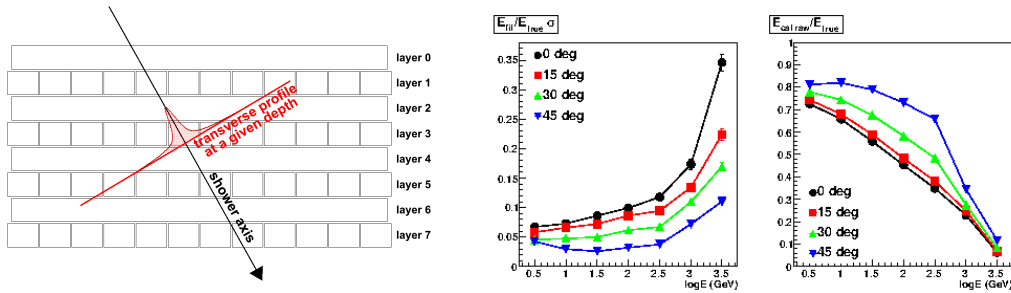 layer 0
layer 1
layer 2
layer 3
layer 4
layer 5
layer 6
layer 7
transverse profile
at a given depth
shower axis
E_fit/E_true σ
0 deg
15 deg
30 deg
45 deg
0.35
0.3
0.25
0.2
0.15
0.1
0.05
0
0.5 1 1.5 2 2.5 3 3.5
logE (GeV)
E_cal raw/E_true
1
0.9
0.8
0.7
0.6
0.5
0.4
0.3
0.2
0.1
0
0 deg
15 deg
30 deg
45 deg
0.5 1 1.5 2 2.5 3 3.5
logE (GeV)